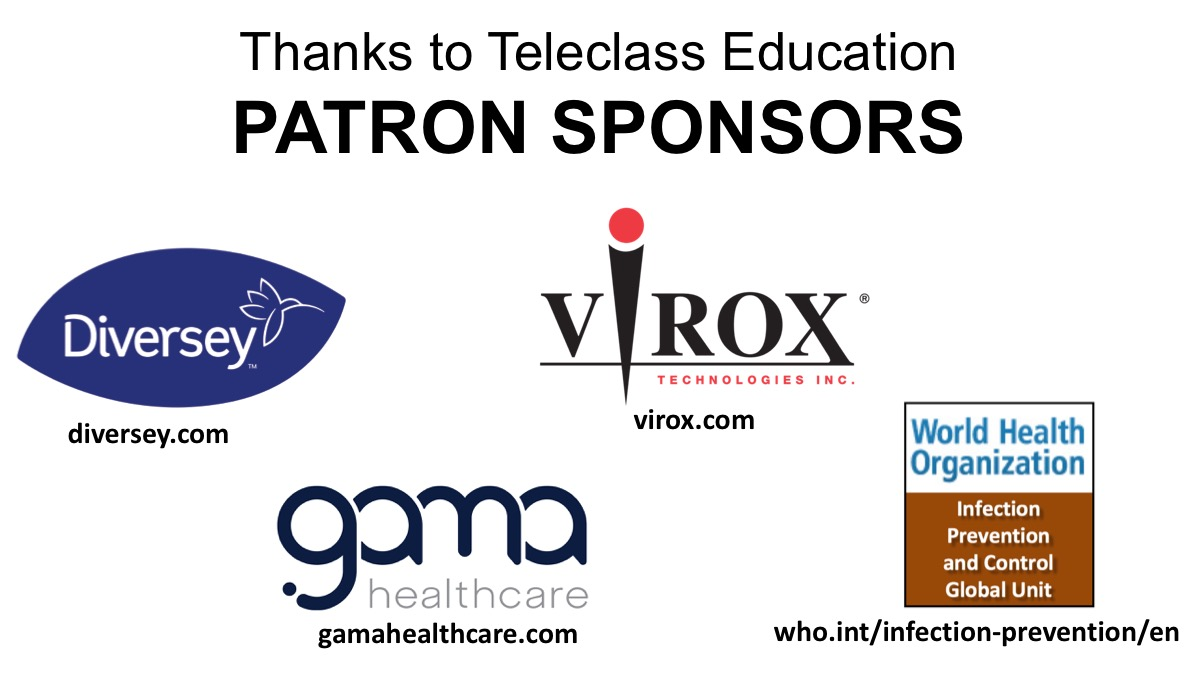 Thanks to Teleclass Education
PATRON SPONSORS
Diversey™
diversey.com
VIROX®
TECHNOLOGIES INC.
virox.com
gama
healthcare
gamahealthcare.com
World Health
Organization
Infection
Prevention
and Control
Global Unit
who.int/infection-prevention/en